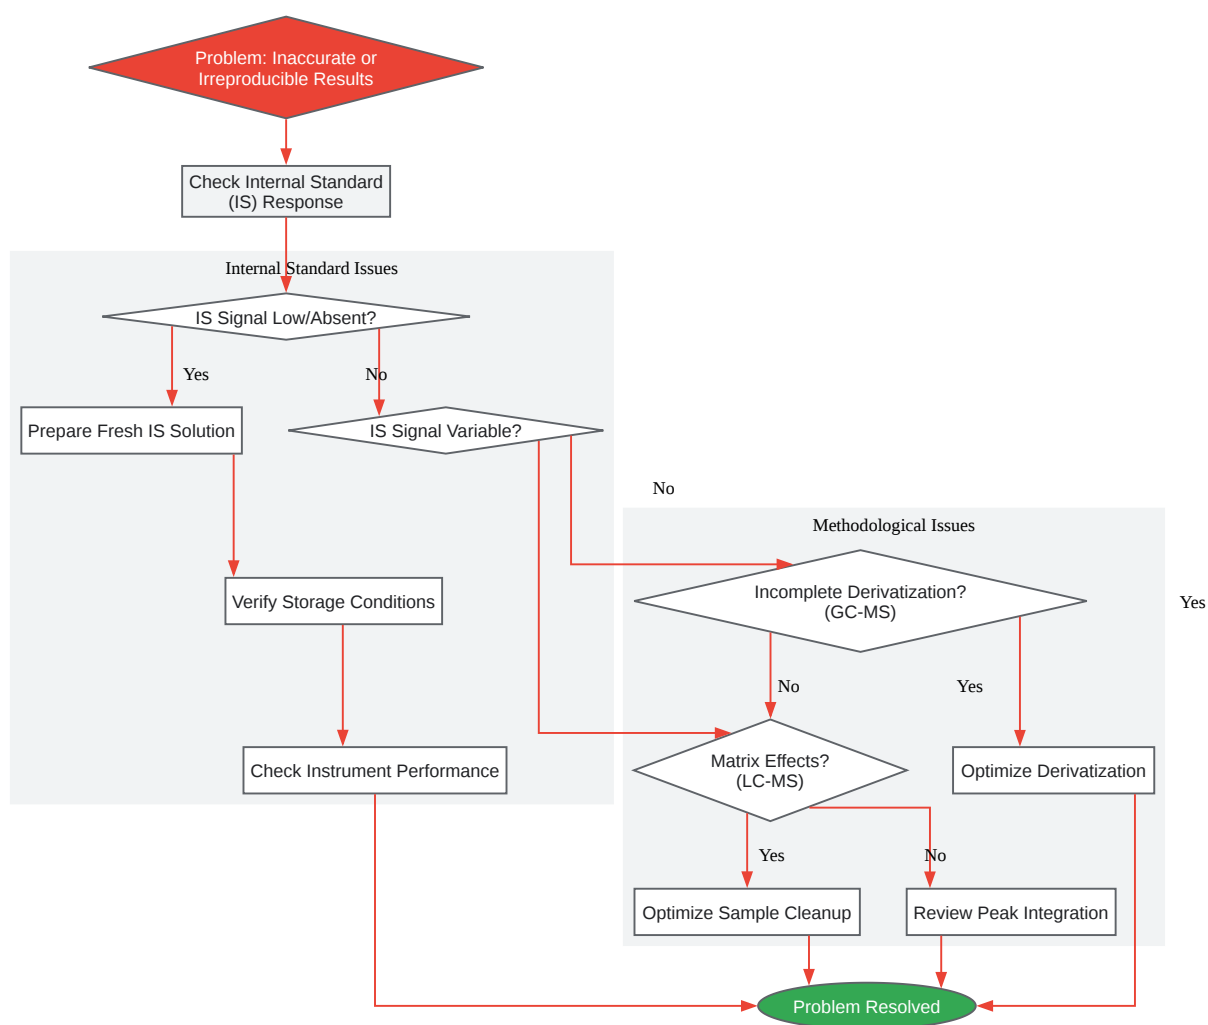 Problem: Inaccurate or
Irreproducible Results
Check Internal Standard
(IS) Response
Internal Standard Issues
IS Signal Low/Absent?
Yes
No
Prepare Fresh IS Solution
IS Signal Variable?
No
Methodological Issues
Incomplete Derivatization?
(GC-MS)
Yes
Verify Storage Conditions
No
Yes
Matrix Effects?
(LC-MS)
Check Instrument Performance
Optimize Derivatization
Yes
No
Optimize Sample Cleanup
Review Peak Integration
Problem Resolved